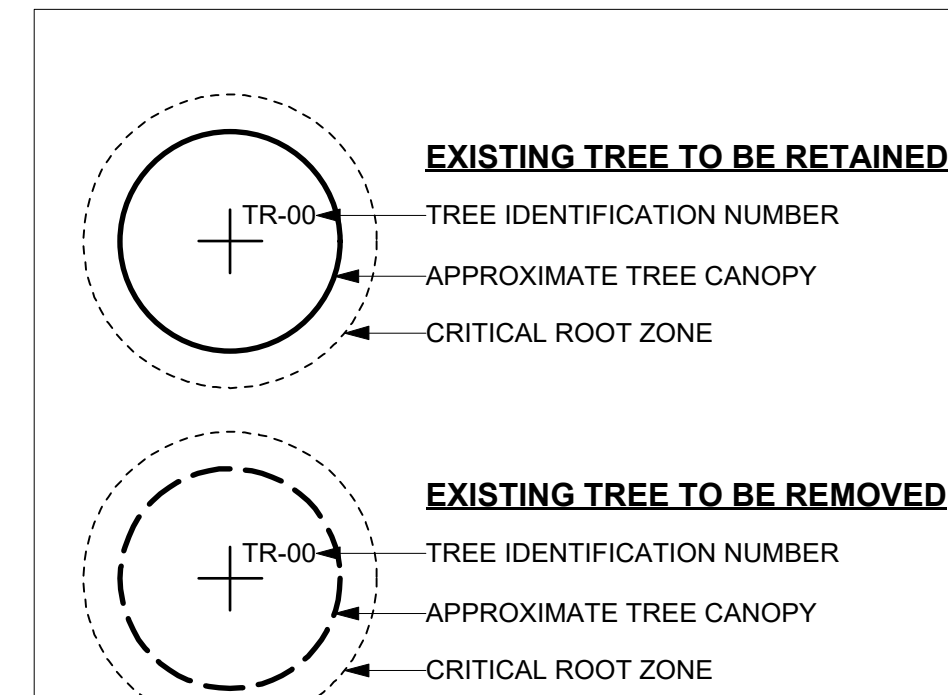 EXISTING TREE TO BE RETAINED
TR-00
TREE IDENTIFICATION NUMBER
APPROXIMATE TREE CANOPY
CRITICAL ROOT ZONE
EXISTING TREE TO BE REMOVED
TR-00
TREE IDENTIFICATION NUMBER
APPROXIMATE TREE CANOPY
CRITICAL ROOT ZONE